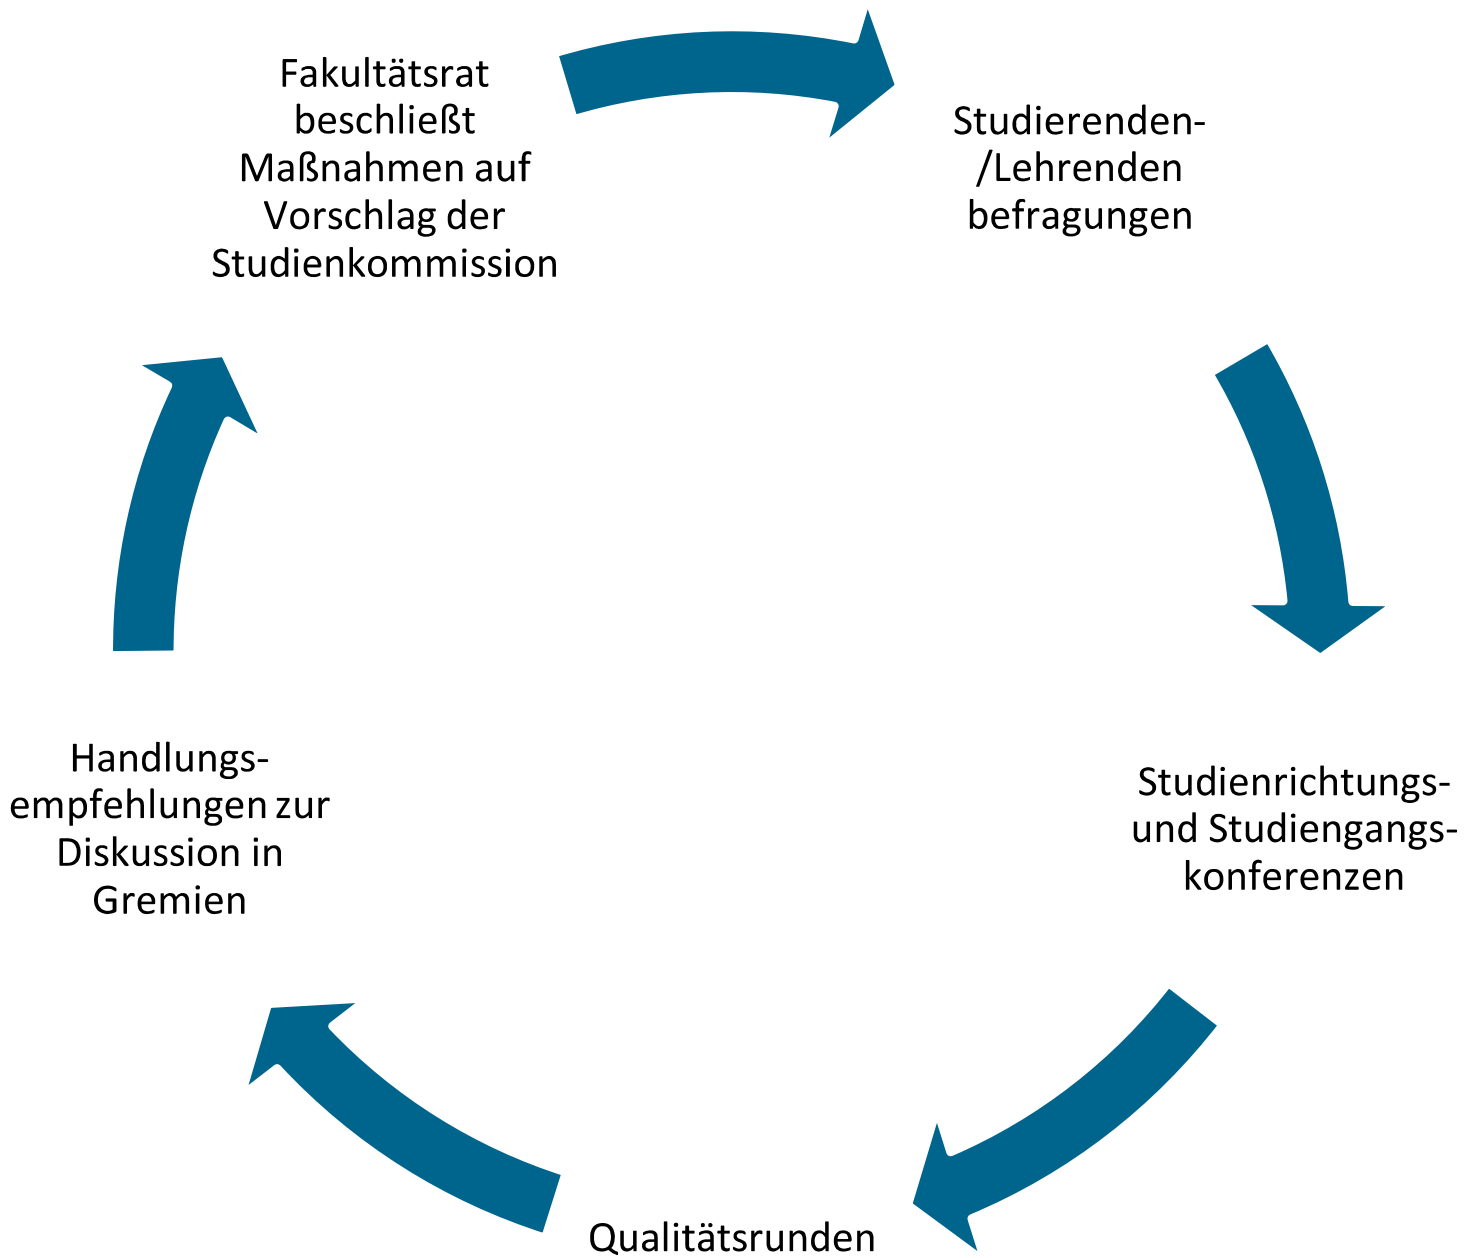 Fakultätsrat
beschließt
Maßnahmen auf
Vorschlag der
Studienkommission
Studierenden-
/Lehrenden
befragungen
Studienrichtungs-
und Studiengangs-
konferenzen
Qualitätsrunden
Handlungs-
empfehlungen zur
Diskussion in
Gremien